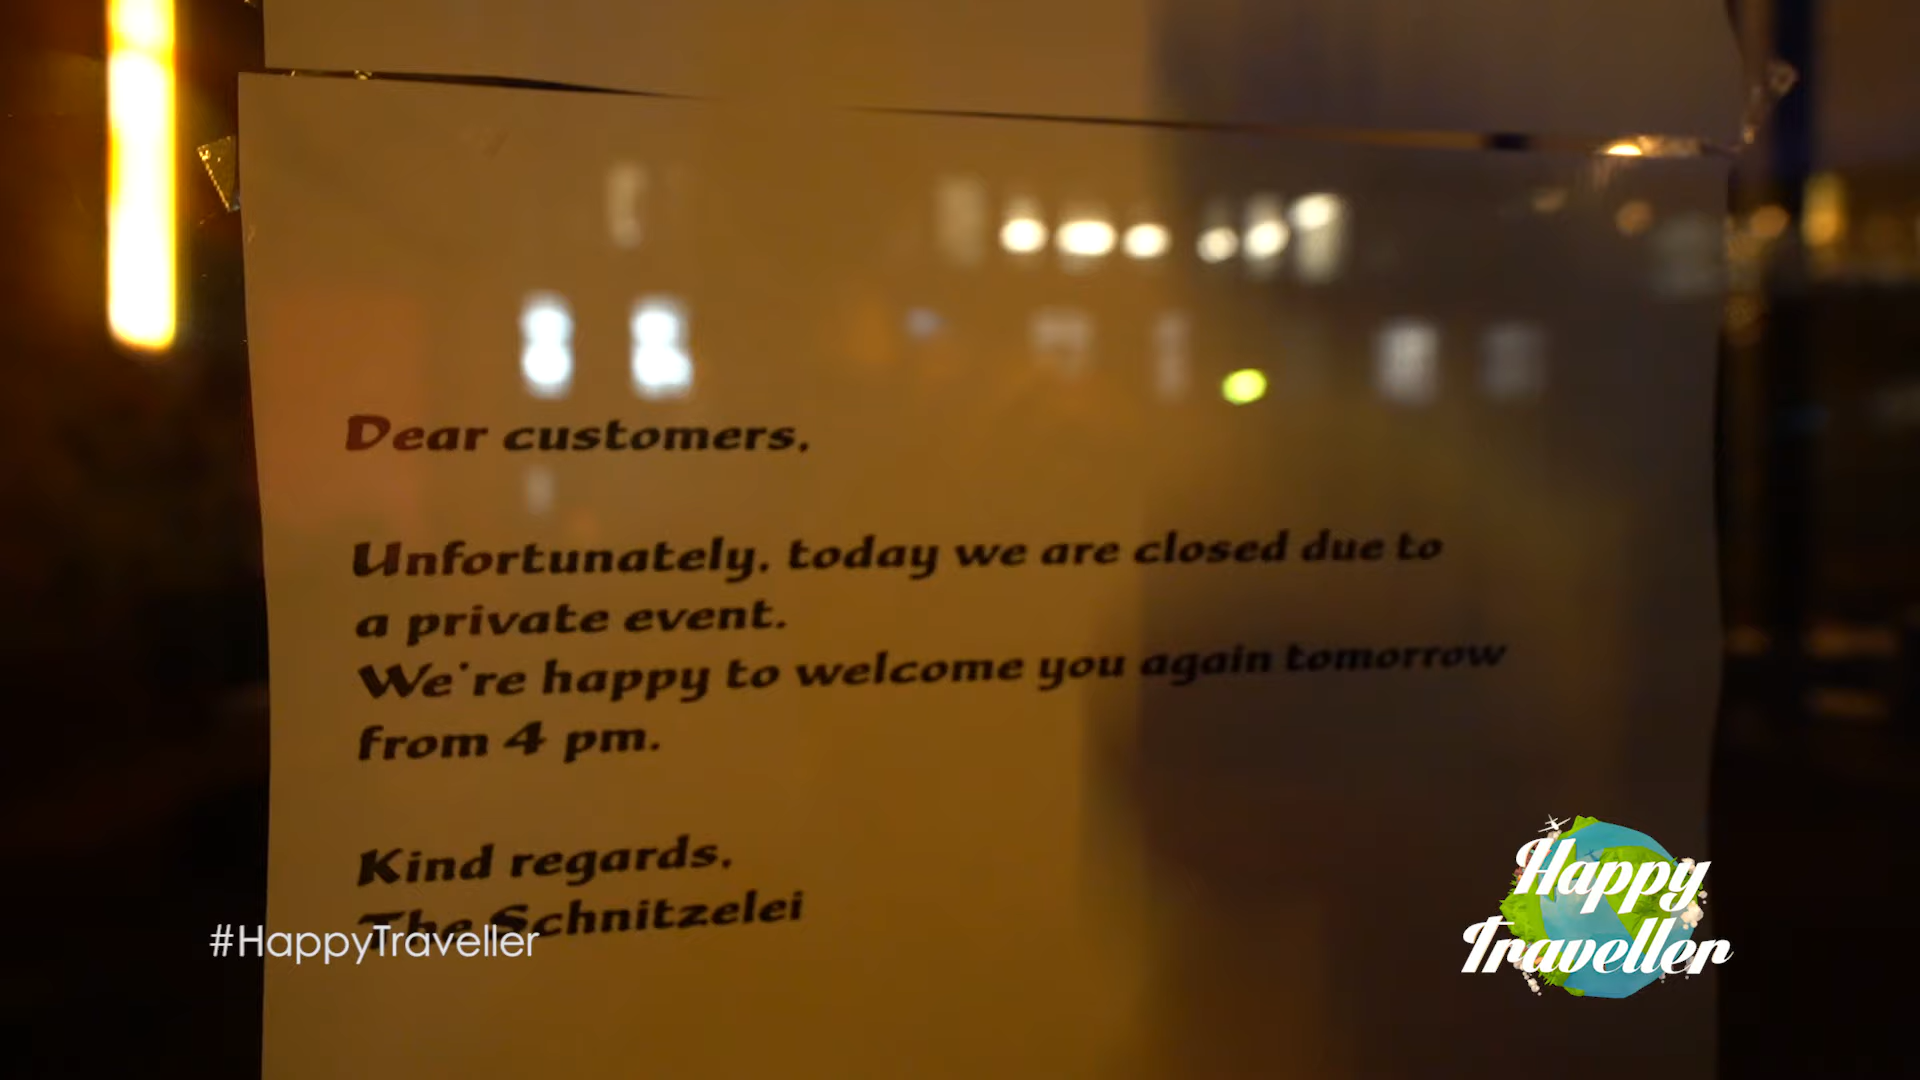 Dear customers,
Unfortunately, today we are closed due to
a private event.
We're happy to welcome you again tomorrow
from 4 pm.
Kind regards,
The Schnitzelei
#HappyTraveller
Happy
Traveller